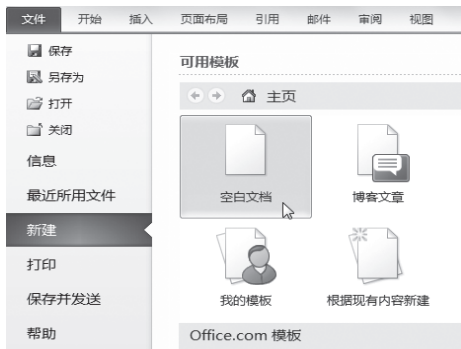 文件 开始 插入 页面布局 引用 邮件 审阅 视图
保存
另存为
打开
关闭
信息
最近所用文件
新建
打印
保存并发送
帮助
可用模板
主页
空白文档 博客文章
我的模板 根据现有内容新建
Office.com 模板